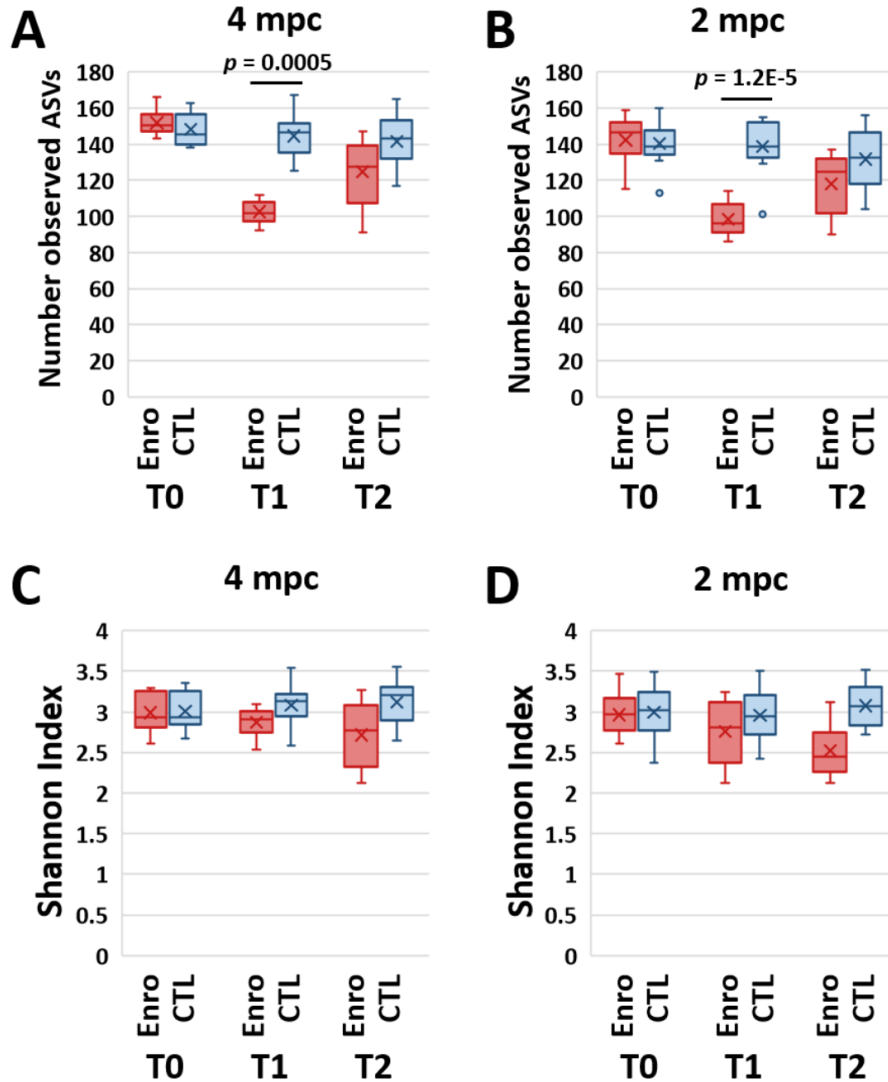 A
4 mpc
p = 0.0005
Number observed ASVs
180
160
140
120
100
80
60
40
20
0
Enro
CTL
Enro
CTL
Enro
CTL
T0
T1
T2
B
2 mpc
p = 1.2E-5
Number observed ASVs
180
160
140
120
100
80
60
40
20
0
Enro
CTL
Enro
CTL
Enro
CTL
T0
T1
T2
C
4 mpc
Shannon Index
4
3.5
3
2.5
2
1.5
1
0.5
0
Enro
CTL
Enro
CTL
Enro
CTL
T0
T1
T2
D
2 mpc
Shannon Index
4
3.5
3
2.5
2
1.5
1
0.5
0
Enro
CTL
Enro
CTL
Enro
CTL
T0
T1
T2